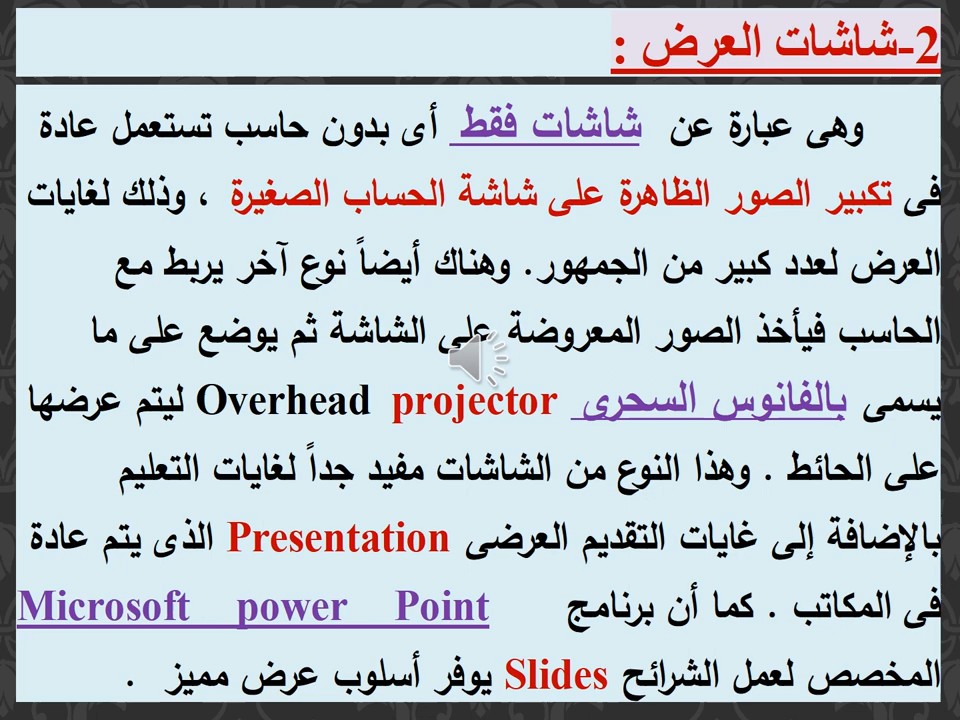 2-شاشات العرض :
وهى عبارة عن شاشات فقط أى بدون حاسب تستعمل عادة
فى تكبير الصور الظاهرة على شاشة الحساب الصغيرة ، وذلك لغايات
العرض لعدد كبير من الجمهور. وهناك أيضاً نوع آخر يربط مع
الحاسب فيأخذ الصور المعروضة على الشاشة ثم يوضع على ما
يسمى بالفانوس السحرى Overhead projector ليتم عرضها
على الحائط . وهذا النوع من الشاشات مفيد جداً لغايات التعليم
بالإضافة إلى غايات التقديم العرضى Presentation الذى يتم عادة
فى المكاتب . كما أن برنامج Microsoft power Point
المخصص لعمل الشرائح Slides يوفر أسلوب عرض مميز .